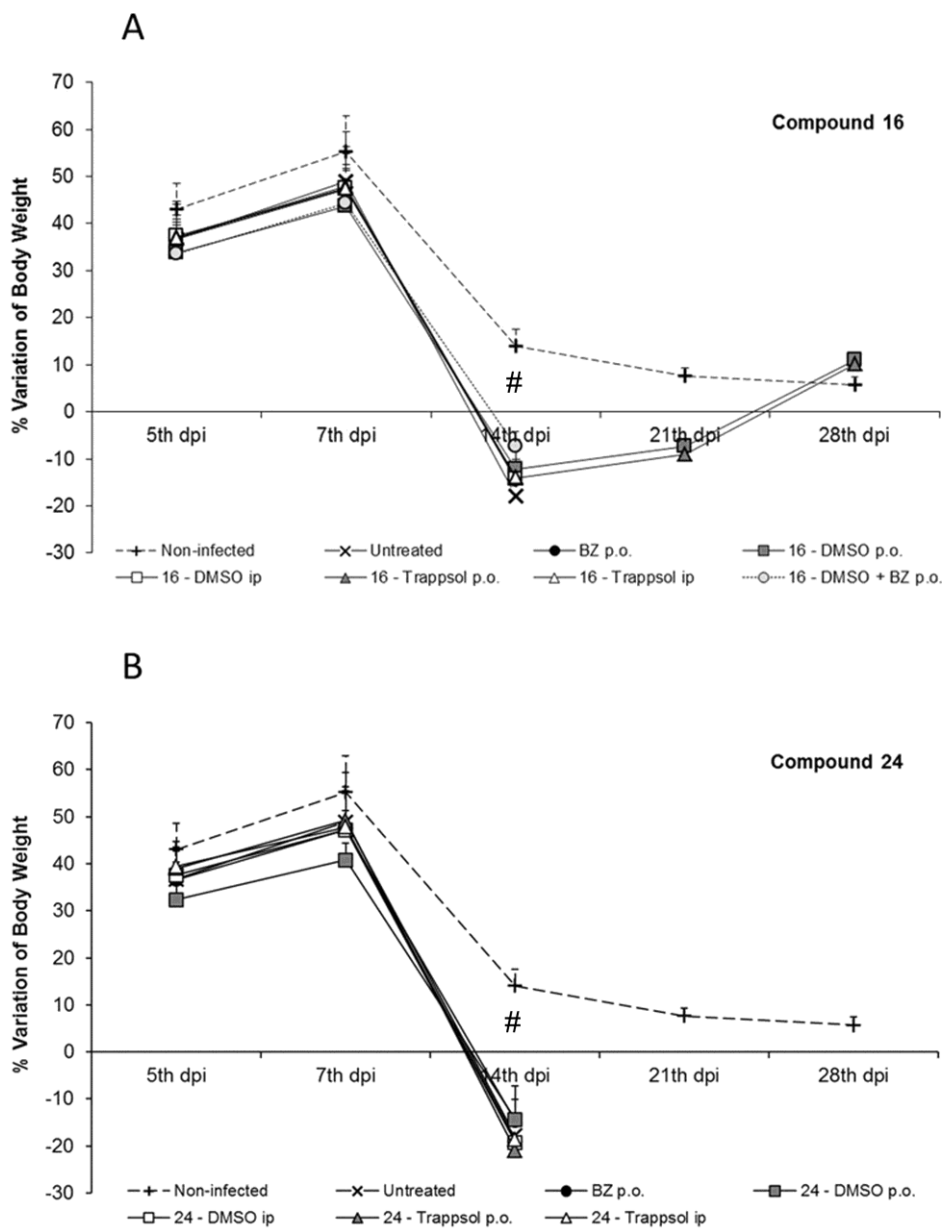 A
Compound 16
% Variation of Body Weight
70
60
50
40
30
20
10
0
-10
-20
-30
#
5th dpi 7th dpi 14th dpi 21th dpi 28th dpi
Non-infected Untreated BZ p.o. 16 - DMSO p.o.
16 - DMSO ip 16 - Trappsol p.o. 16 - Trappsol ip 16 - DMSO + BZ p.o.
B
Compound 24
% Variation of Body Weight
70
60
50
40
30
20
10
0
-10
-20
-30
#
5th dpi 7th dpi 14th dpi 21th dpi 28th dpi
Non-infected Untreated BZ p.o. 24 - DMSO p.o.
24 - DMSO ip 24 - Trappsol p.o. 24 - Trappsol ip